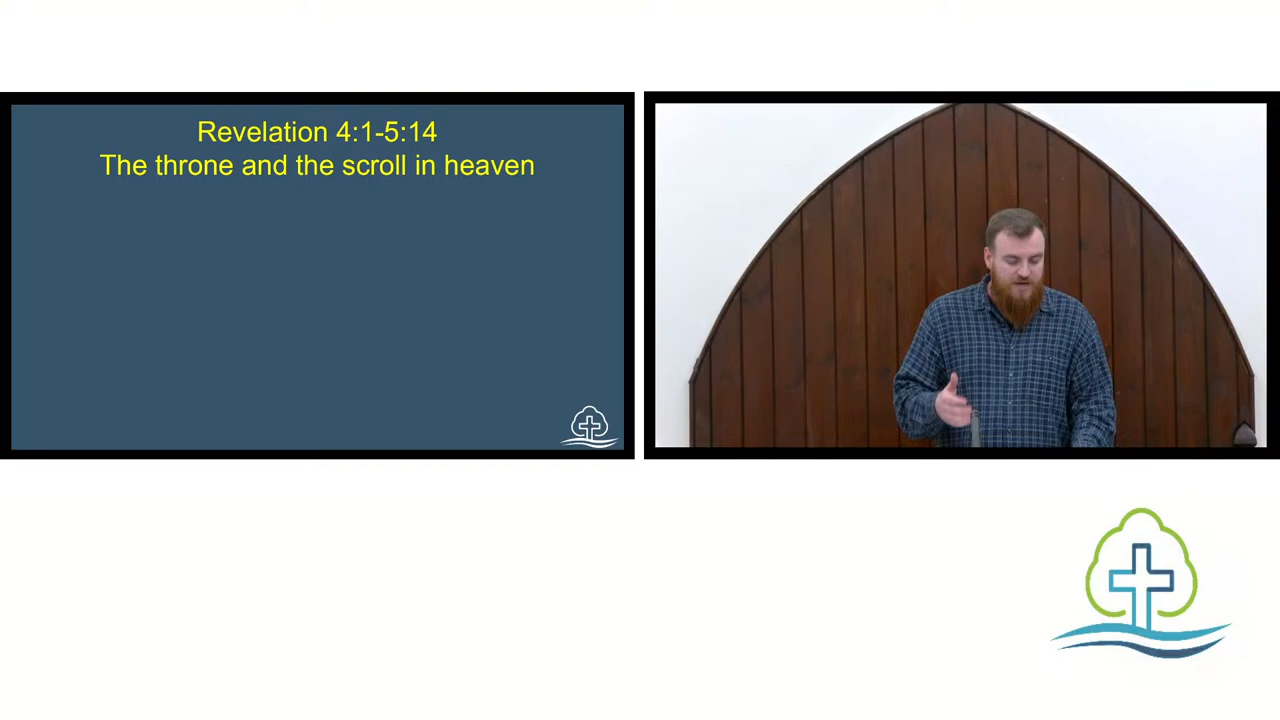 Revelation 4:1-5:14
The throne and the scroll in heaven